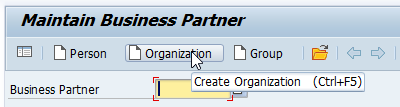 Maintain Business Partner
Person Organization Group
Create Organization (Ctrl+F5)
Business Partner